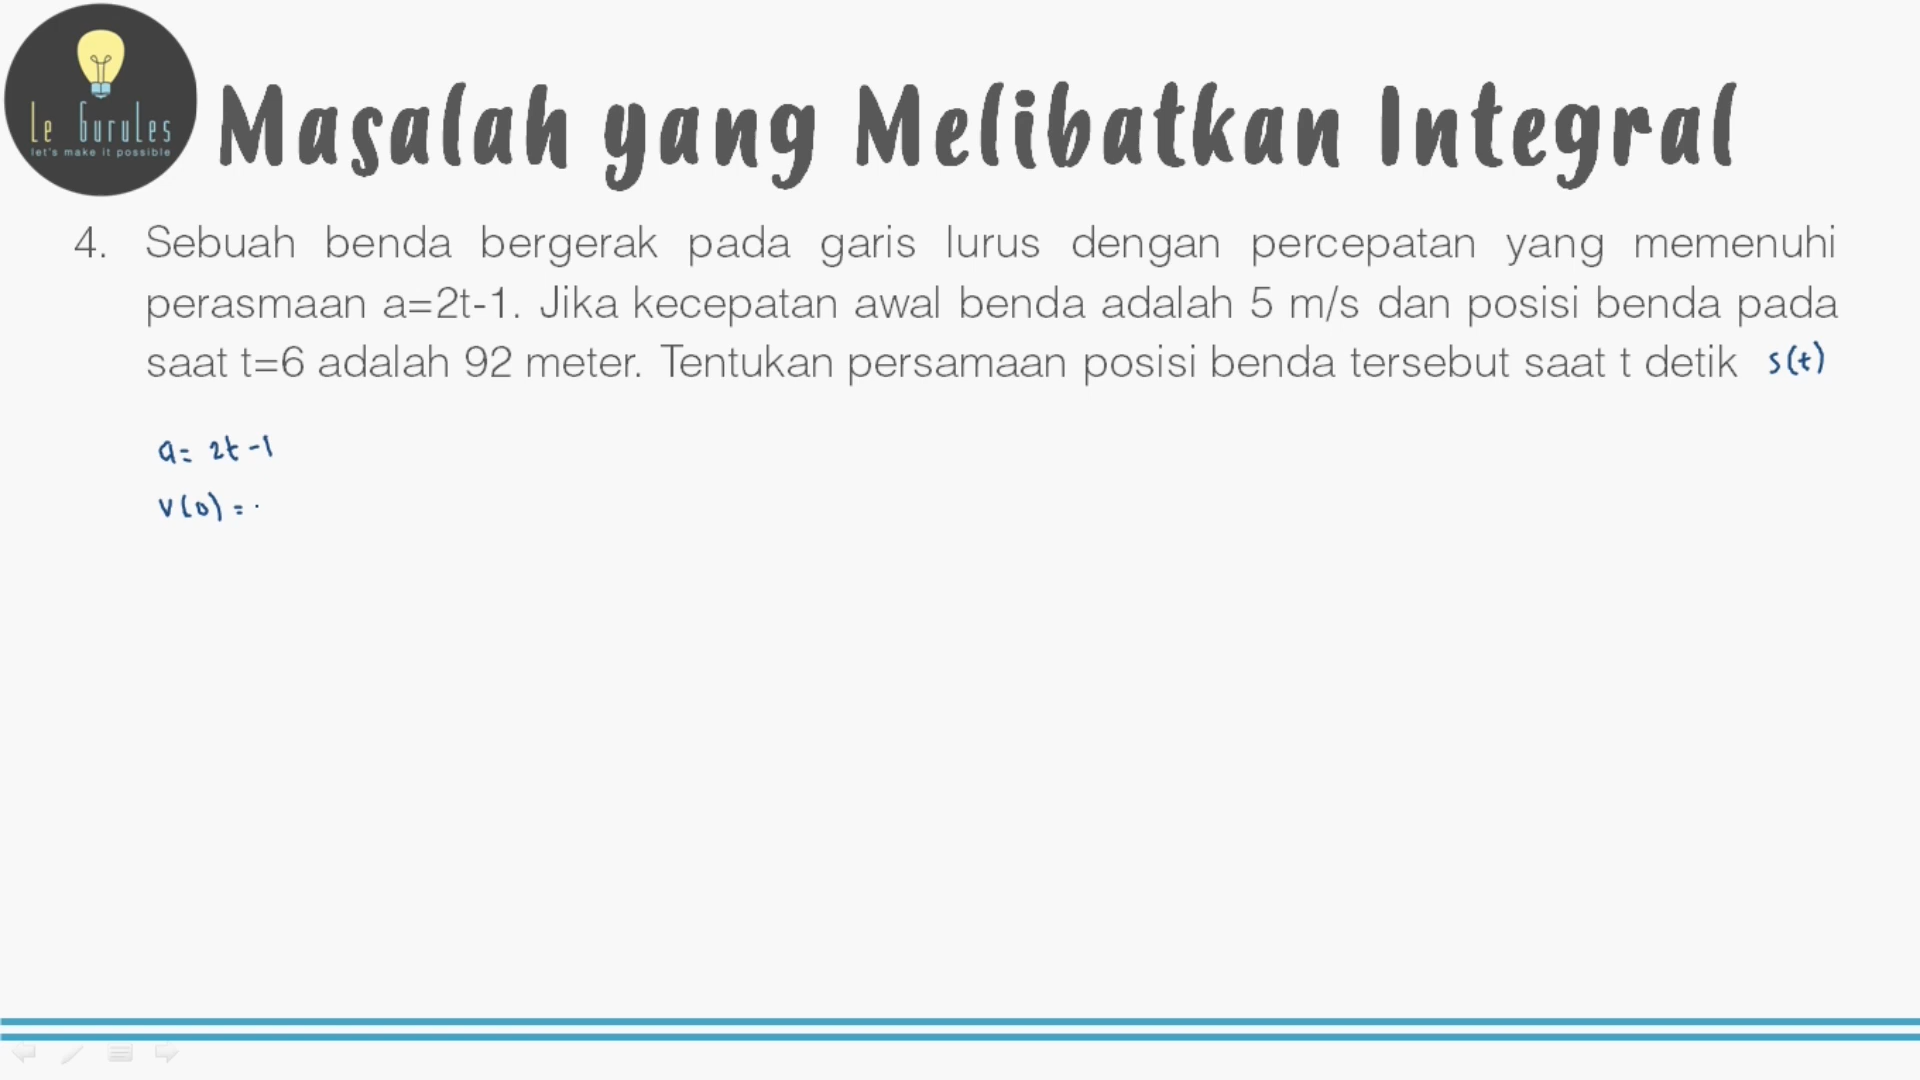 Le Gurules
let's make it possible
Masalah yang Melibatkan Integral
4. Sebuah benda bergerak pada garis lurus dengan percepatan yang memenuhi
perasmaan a=2t-1. Jika kecepatan awal benda adalah 5 m/s dan posisi benda pada
saat t=6 adalah 92 meter. Tentukan persamaan posisi benda tersebut saat t detik s(t)
a = 2t -1
v(0) = ·